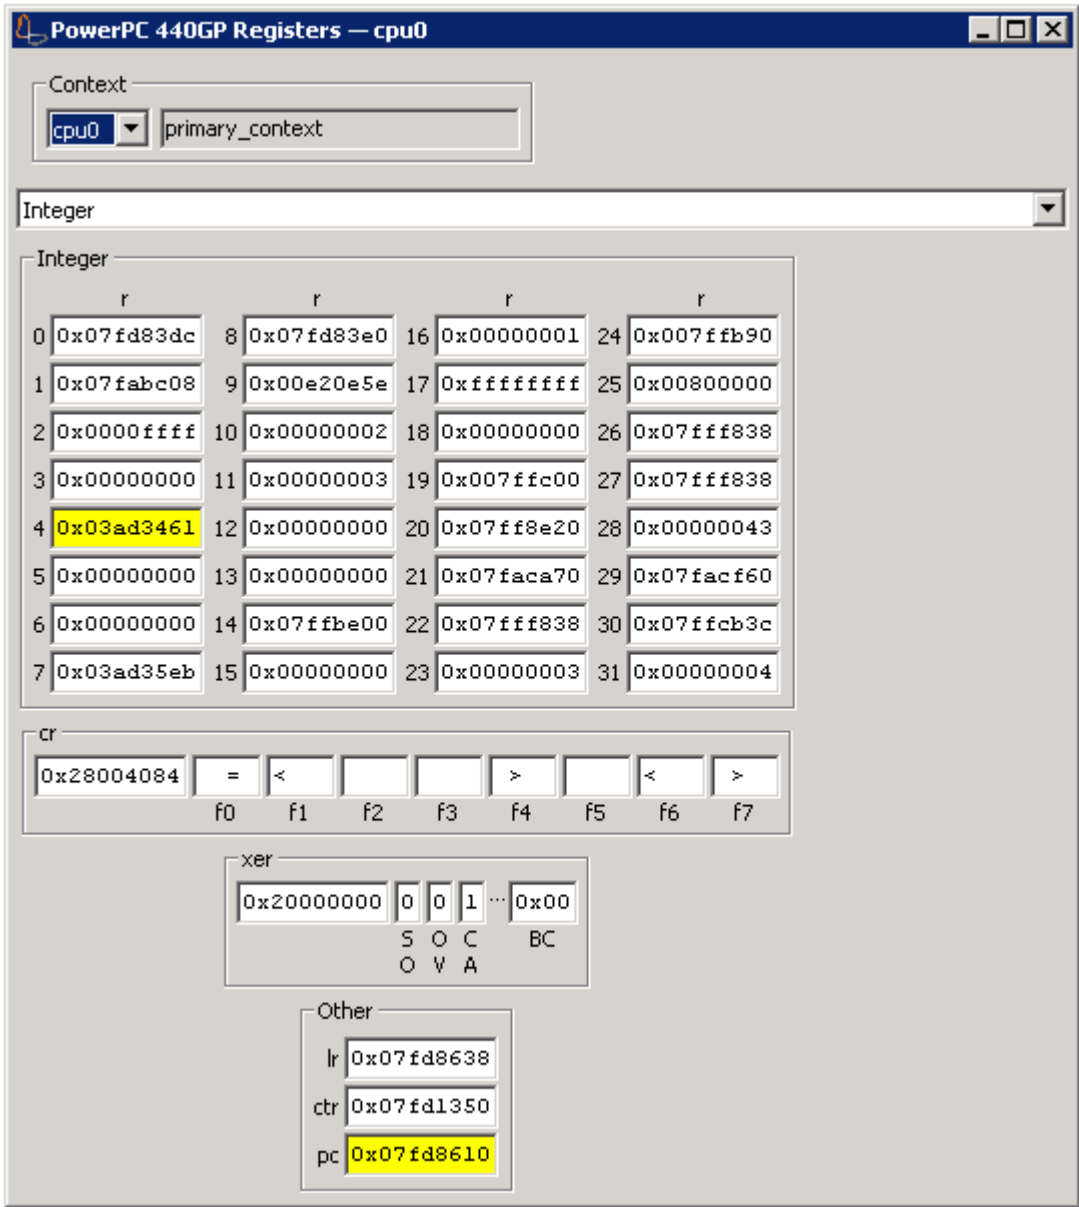 PowerPC 440GP Registers — cpu0
Context
cpu0 primary_context
Integer
Integer
r r r r
0 0x07fd83dc 8 0x07fd83e0 16 0x00000001 24 0x007ffb90
1 0x07fabc08 9 0x00e20e5e 17 0xffffffff 25 0x00800000
2 0x0000ffff 10 0x00000002 18 0x00000000 26 0x07fff838
3 0x00000000 11 0x00000003 19 0x007ffc00 27 0x07fff838
4 0x03ad3461 12 0x00000000 20 0x07ff8e20 28 0x00000043
5 0x00000000 13 0x00000000 21 0x07faca70 29 0x07facf60
6 0x00000000 14 0x07ffbe00 22 0x07fff838 30 0x07ffcb3c
7 0x03ad35eb 15 0x00000000 23 0x00000003 31 0x00000004
cr
0x28004084 = < > < >
f0 f1 f2 f3 f4 f5 f6 f7
xer
0x20000000 0 0 1 ... 0x00
S O C BC
O V A
Other
lr 0x07fd8638
ctr 0x07fd1350
pc 0x07fd8610